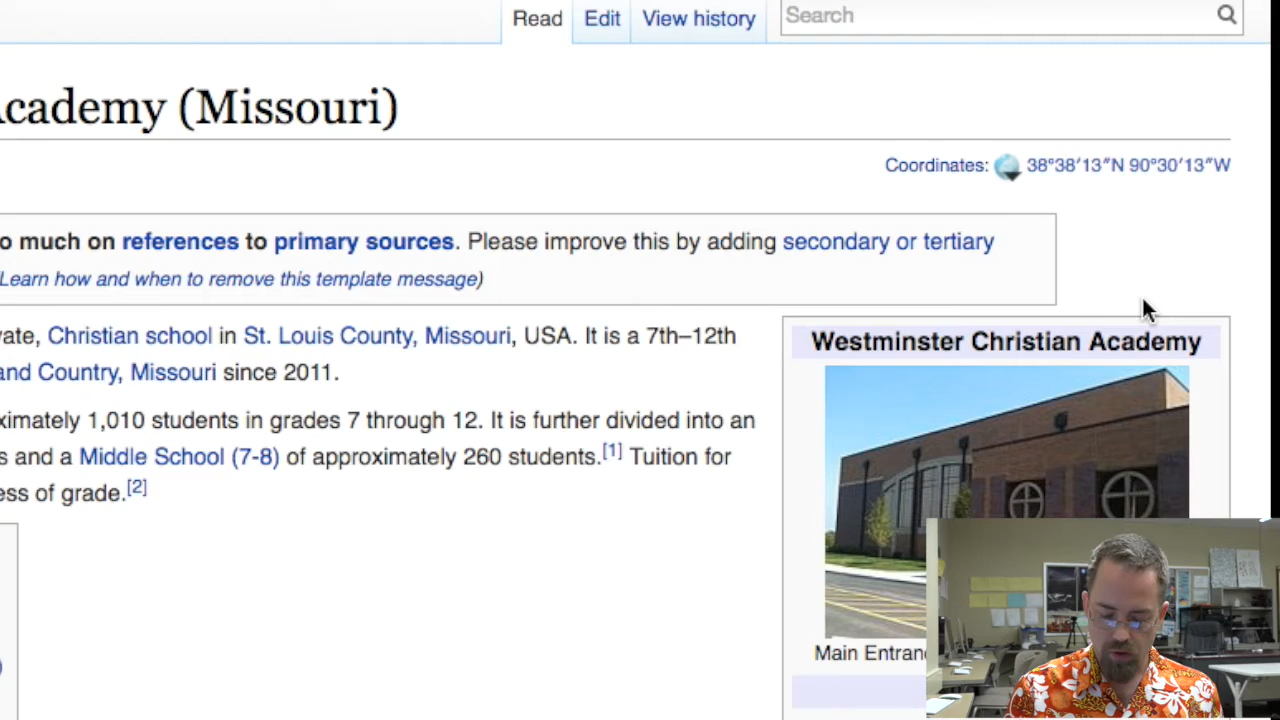 Read Edit View history Search
Academy (Missouri)
Coordinates: 38°38′13″N 90°30′13″W
o much on references to primary sources. Please improve this by adding secondary or tertiary
Learn how and when to remove this template message)
Westminster Christian Academy
vate, Christian school in St. Louis County, Missouri, USA. It is a 7th–12th
and Country, Missouri since 2011.
ximately 1,010 students in grades 7 through 12. It is further divided into an
s and a Middle School (7-8) of approximately 260 students.[1] Tuition for
ess of grade.[2]
Main Entran